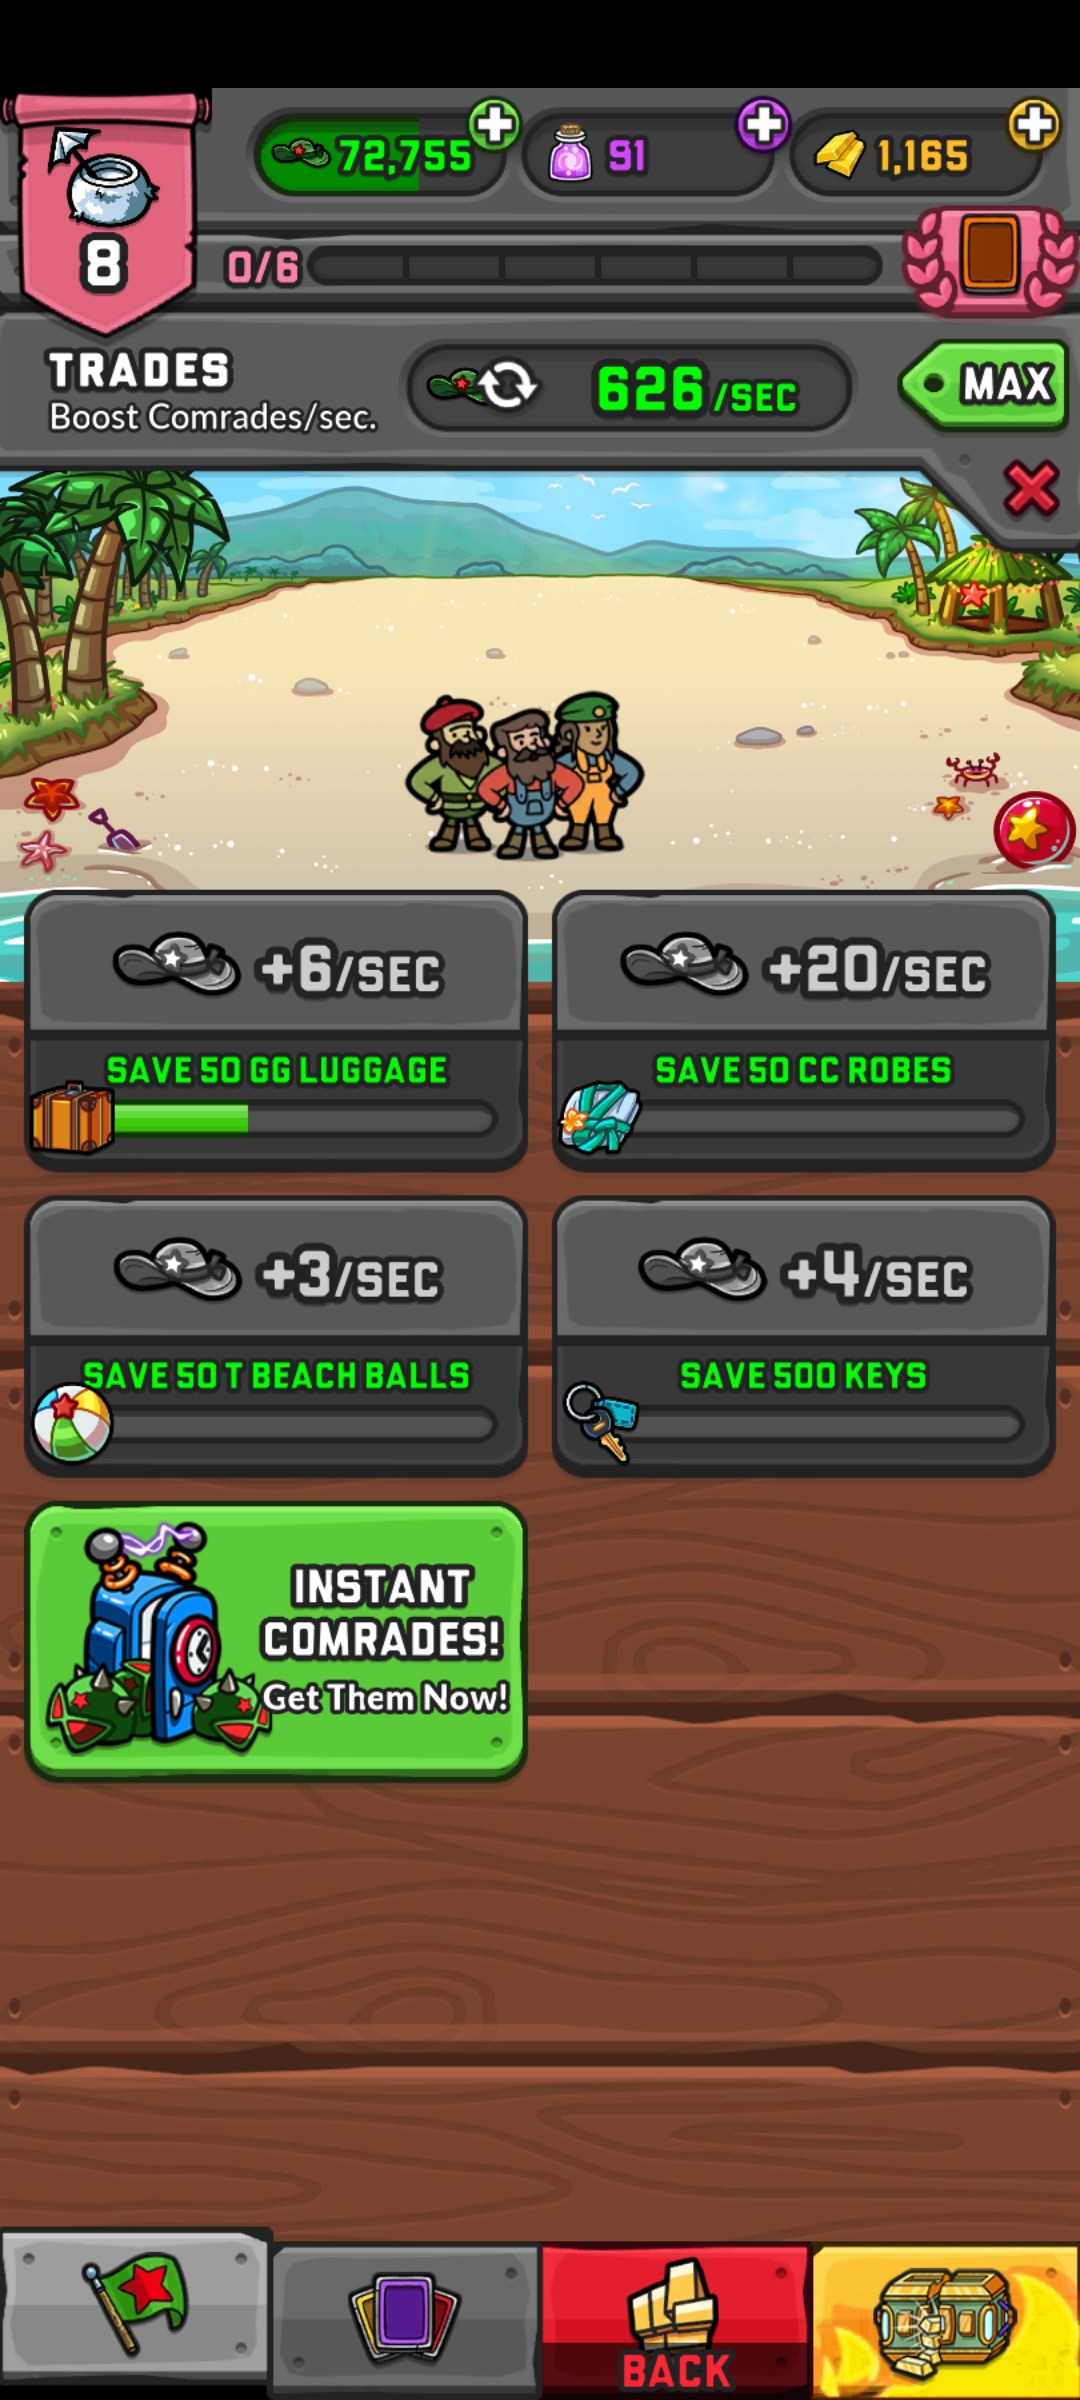 72,755
91
1,165
8
0/6
TRADES
Boost Comrades/sec.
626/SEC
MAX
+6/SEC
+20/SEC
SAVE 50 GG LUGGAGE
SAVE 50 CC ROBES
+3/SEC
+4/SEC
SAVE 50 T BEACH BALLS
SAVE 500 KEYS
INSTANT
COMRADES!
Get Them Now!
BACK